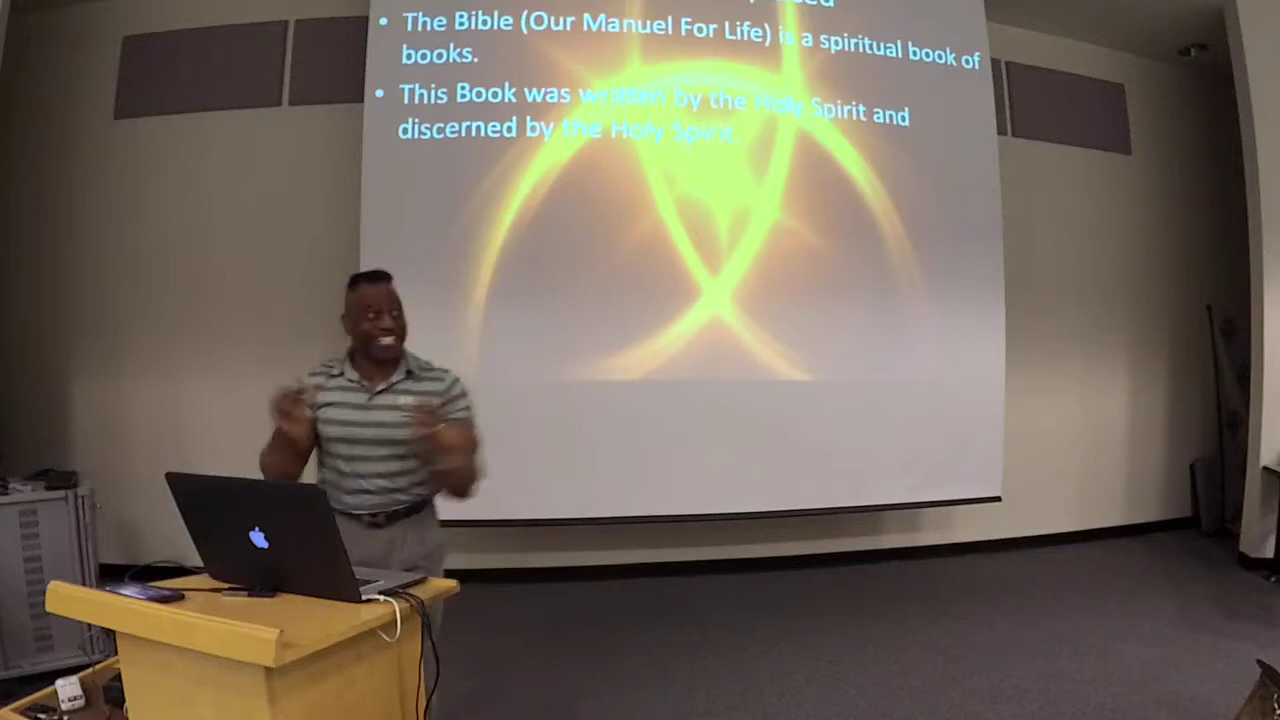 • The Bible (Our Manuel For Life) is a spiritual book of
books.
• This Book was written by the Holy Spirit and
discerned by the Holy Spirit.